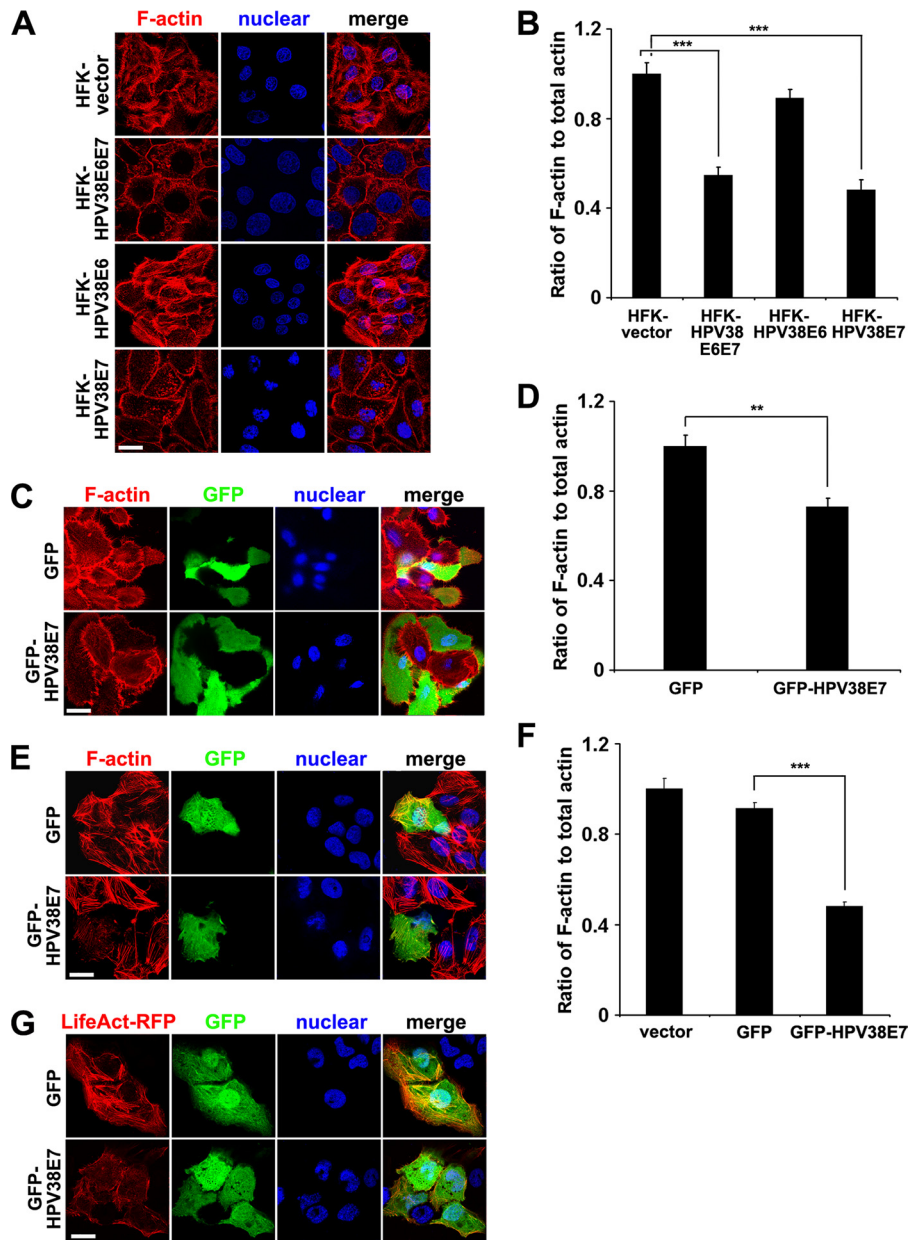 A
F-actin nuclear merge
HFK-
vector
HFK-
HPV38E6E7
HFK-
HPV38E6
HFK-
HPV38E7
B
Ratio of F-actin to total actin
1.2
0.8
0.4
0
***
***
HFK-
vector
HFK-
HPV38
E6E7
HFK-
HPV38E6
HFK-
HPV38E7
C
F-actin GFP nuclear merge
GFP
GFP-
HPV38E7
D
Ratio of F-actin to total actin
1.2
0.8
0.4
0
**
GFP GFP-HPV38E7
E
F-actin GFP nuclear merge
GFP
GFP-
HPV38E7
F
Ratio of F-actin to total actin
1.2
0.8
0.4
0
***
vector GFP GFP-HPV38E7
G
LifeAct-RFP GFP nuclear merge
GFP
GFP-
HPV38E7